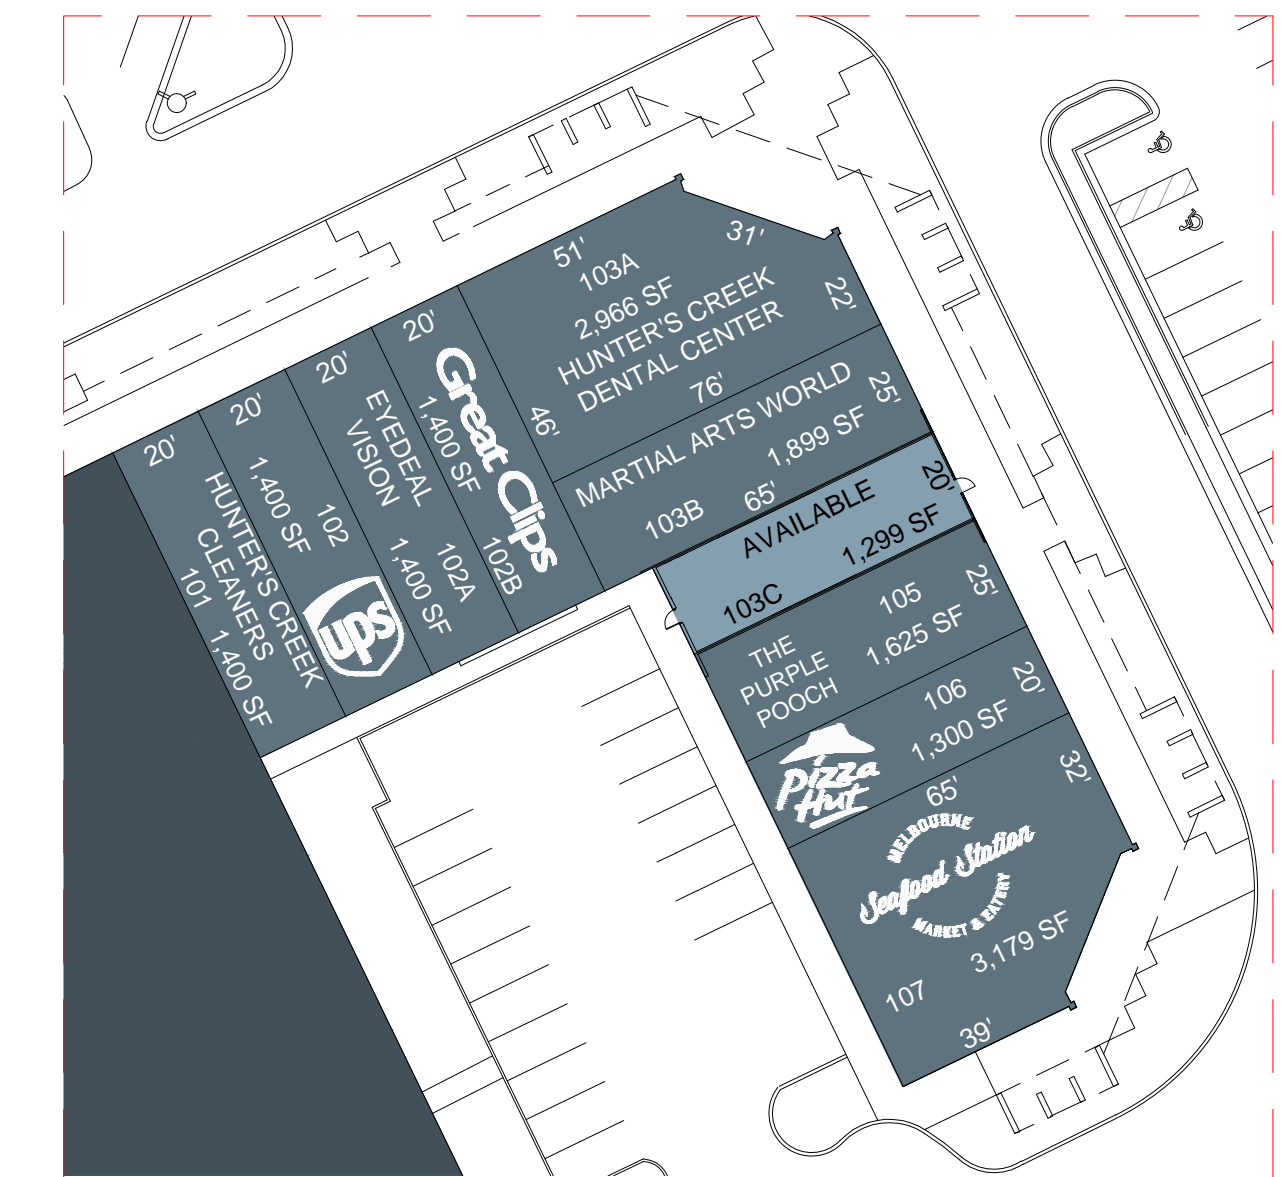 51'
103A
2,966 SF
HUNTER'S CREEK
DENTAL CENTER
31'
22'
46'
76'
MARTIAL ARTS WORLD
1,899 SF
25'
103B
65'
AVAILABLE
1,299 SF
20'
103C
20'
Great Clips
1,400 SF
102B
20'
EYEDEAL
VISION
1,400 SF
102A
20'
102
1,400 SF
ups
20'
HUNTER'S CREEK
CLEANERS
101
1,400 SF
105
1,625 SF
25'
THE
PURPLE
POOCH
106
1,300 SF
20'
Pizza
Hut
65'
32'
MELBOURNE
Seafood Station
MARKET & EATERY
3,179 SF
107
39'